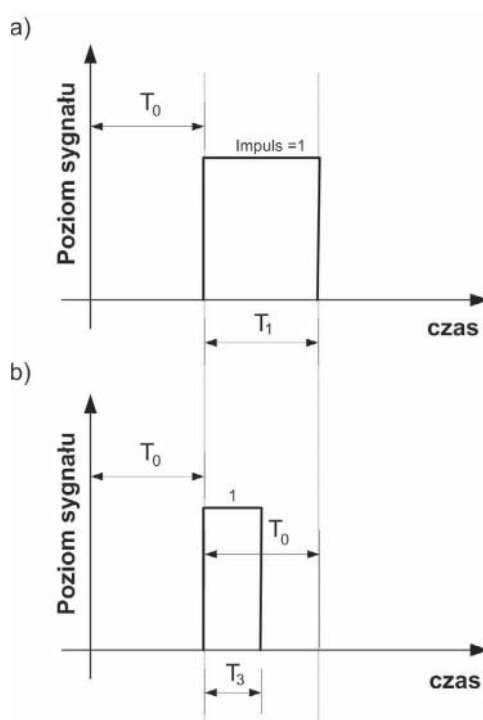 a)
Poziom sygnału
T₀
Impuls =1
T₁
czas
b)
Poziom sygnału
T₀
1
T₀
T₃
czas